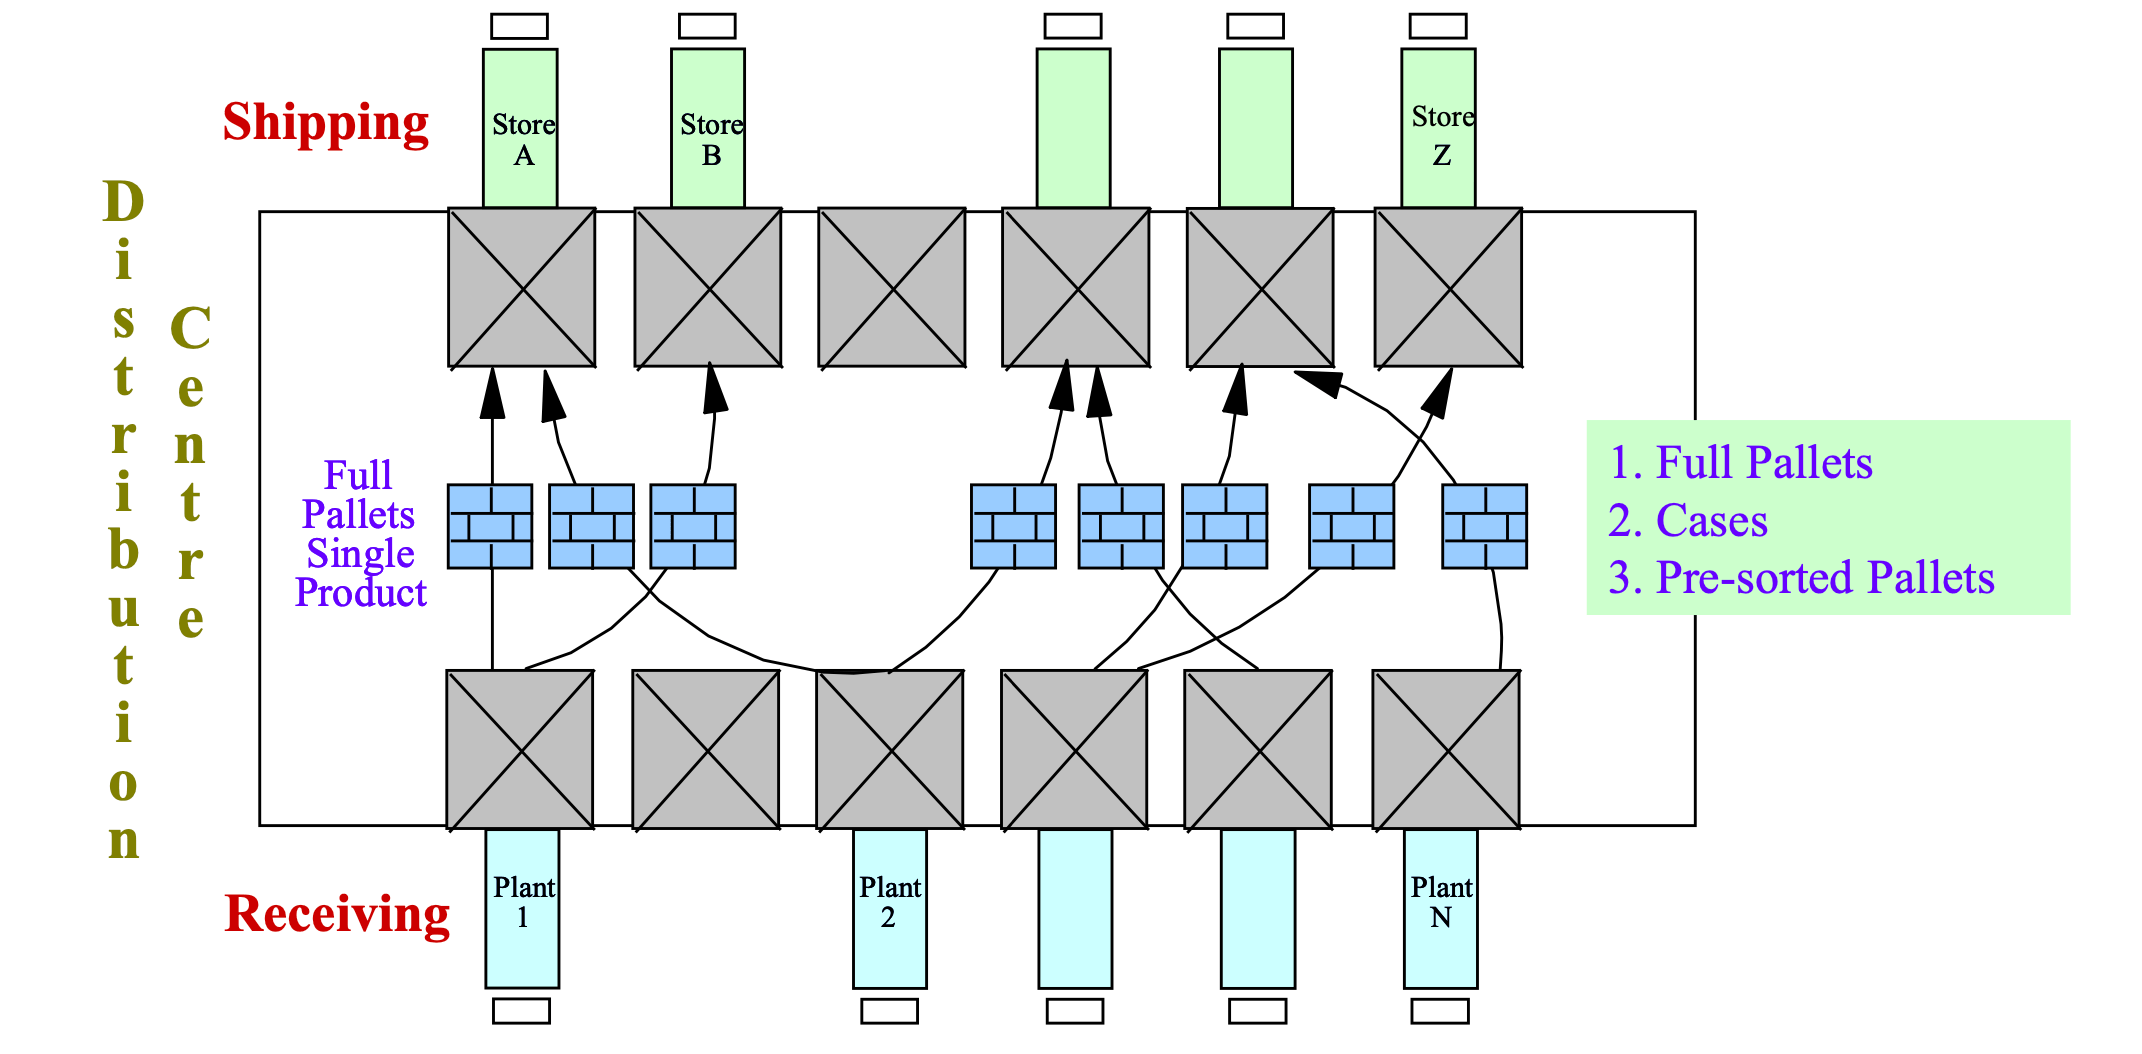 Shipping
Store
A
Store
B
Store
Z
Distribution
Centre
Full
Pallets
Single
Product
1. Full Pallets
2. Cases
3. Pre-sorted Pallets
Receiving
Plant
1
Plant
2
Plant
N